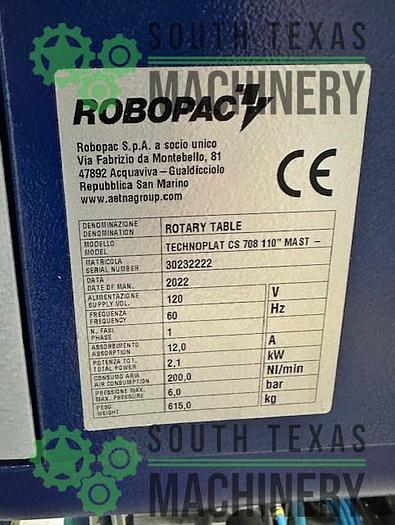 SOUTH TEXAS
MACHINERY
ROBOPAC
Robopac S.p.A. a socio unico
Via Fabrizio da Montebello, 81
47892 Acquaviva – Gualdicciolo
Repubblica San Marino
www.aetnagroup.com
CE
DENOMINAZIONE
DENOMINATION ROTARY TABLE
MODELLO
MODEL TECHNOPLAT CS 708 110" MAST –
MATRICOLA
SERIAL NUMBER 30232222
DATA
DATE OF MAN. 2022
ALIMENTAZIONE
SUPPLY VOL. 120 V
FREQUENZA
FREQUENCY 60 Hz
N. FASI
PHASE 1
ASSORBIMENTO
ABSORPTION 12,0 A
POTENZA TOT.
TOTAL POWER 2,1 kW
CONSUMO ARIA
AIR CONSUMPTION 200,0 Nl/min
PRESSIONE MAX.
MAX. PRESSURE 6,0 bar
PESO
WEIGHT 615,0 kg
SOUTH TEXAS
MACHINERY